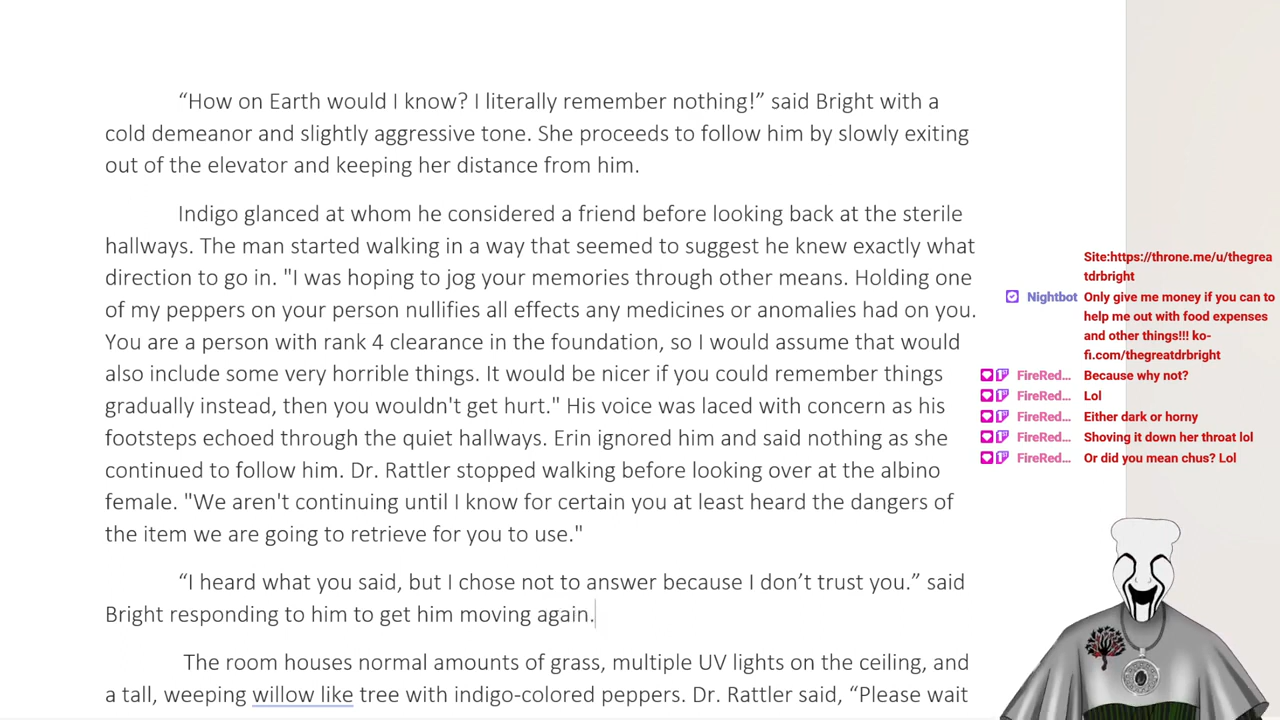 “How on Earth would I know? I literally remember nothing!” said Bright with a
cold demeanor and slightly aggressive tone. She proceeds to follow him by slowly exiting
out of the elevator and keeping her distance from him.
Indigo glanced at whom he considered a friend before looking back at the sterile
hallways. The man started walking in a way that seemed to suggest he knew exactly what
direction to go in. "I was hoping to jog your memories through other means. Holding one
of my peppers on your person nullifies all effects any medicines or anomalies had on you.
You are a person with rank 4 clearance in the foundation, so I would assume that would
also include some very horrible things. It would be nicer if you could remember things
gradually instead, then you wouldn't get hurt." His voice was laced with concern as his
footsteps echoed through the quiet hallways. Erin ignored him and said nothing as she
continued to follow him. Dr. Rattler stopped walking before looking over at the albino
female. "We aren't continuing until I know for certain you at least heard the dangers of
the item we are going to retrieve for you to use."
“I heard what you said, but I chose not to answer because I don’t trust you.” said
Bright responding to him to get him moving again.
The room houses normal amounts of grass, multiple UV lights on the ceiling, and
a tall, weeping willow like tree with indigo-colored peppers. Dr. Rattler said, “Please wait
Site:https://throne.me/u/thegrea
tdrbright
Nightbot Only give me money if you can to
help me out with food expenses
and other things!!! ko-
fi.com/thegreatdrbright
FireRed... Because why not?
FireRed... Lol
FireRed... Either dark or horny
FireRed... Shoving it down her throat lol
FireRed... Or did you mean chus? Lol